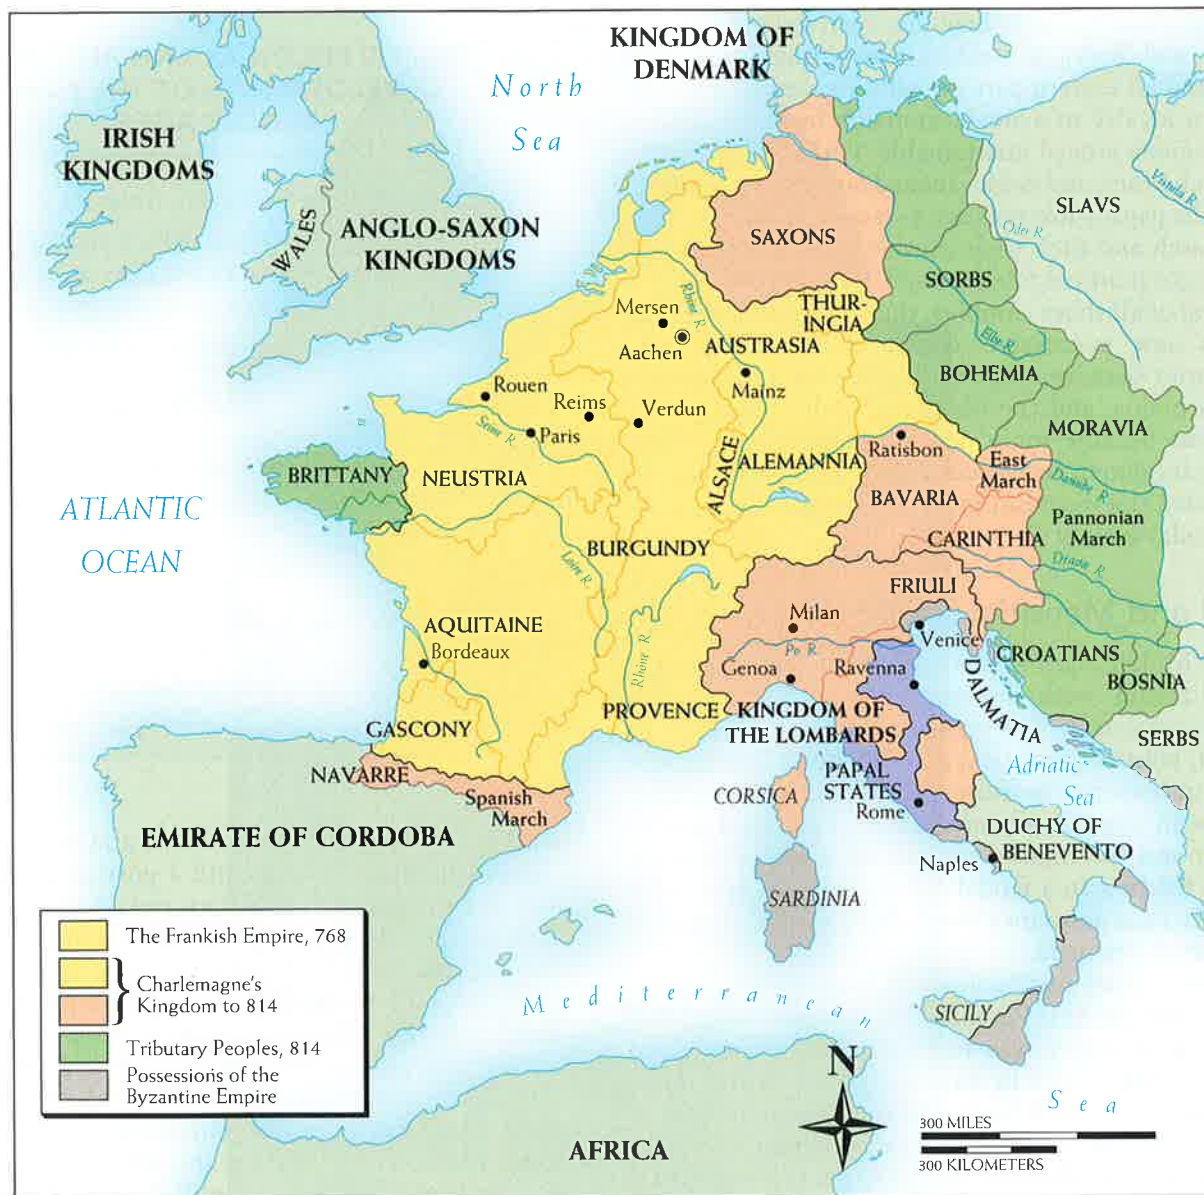 KINGDOM OF
DENMARK
North
Sea
IRISH
KINGDOMS
WALES
ANGLO-SAXON
KINGDOMS
SLAVS
Vistula R.
Oder R.
SAXONS
SORBS
THUR-
INGIA
Rhine R.
Mersen
Aachen
AUSTRASIA
Elbe R.
BOHEMIA
Mainz
Rouen
Reims
Verdun
Seine R.
Paris
MORAVIA
ALSACE
ALEMANNIA
Ratisbon
East
March
Danube R.
BRITTANY
NEUSTRIA
BAVARIA
ATLANTIC
OCEAN
Pannonian
March
CARINTHIA
BURGUNDY
Loire R.
Drava R.
FRIULI
Milan
AQUITAINE
Bordeaux
Rhône R.
Po R.
Venice
CROATIANS
Genoa
Ravenna
DALMATIA
BOSNIA
GASCONY
PROVENCE
KINGDOM OF
THE LOMBARDS
SERBS
NAVARRE
Spanish
March
CORSICA
PAPAL
STATES
Rome
Adriatic
Sea
EMIRATE OF CORDOBA
DUCHY OF
BENEVENTO
Naples
SARDINIA
The Frankish Empire, 768
Charlemagne's
Kingdom to 814
Tributary Peoples, 814
Possessions of the
Byzantine Empire
Mediterranean
Sea
SICILY
N
AFRICA
300 MILES
300 KILOMETERS